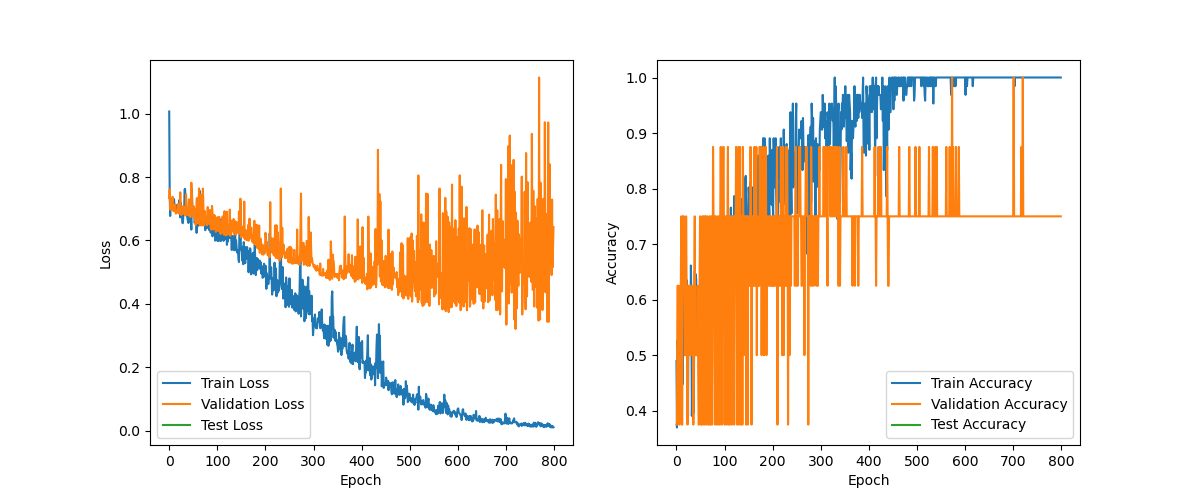 Loss
1.0
0.8
0.6
0.4
0.2
0.0
Train Loss
Validation Loss
Test Loss
0 100 200 300 400 500 600 700 800
Epoch
Accuracy
1.0
0.9
0.8
0.7
0.6
0.5
0.4
Train Accuracy
Validation Accuracy
Test Accuracy
0 100 200 300 400 500 600 700 800
Epoch